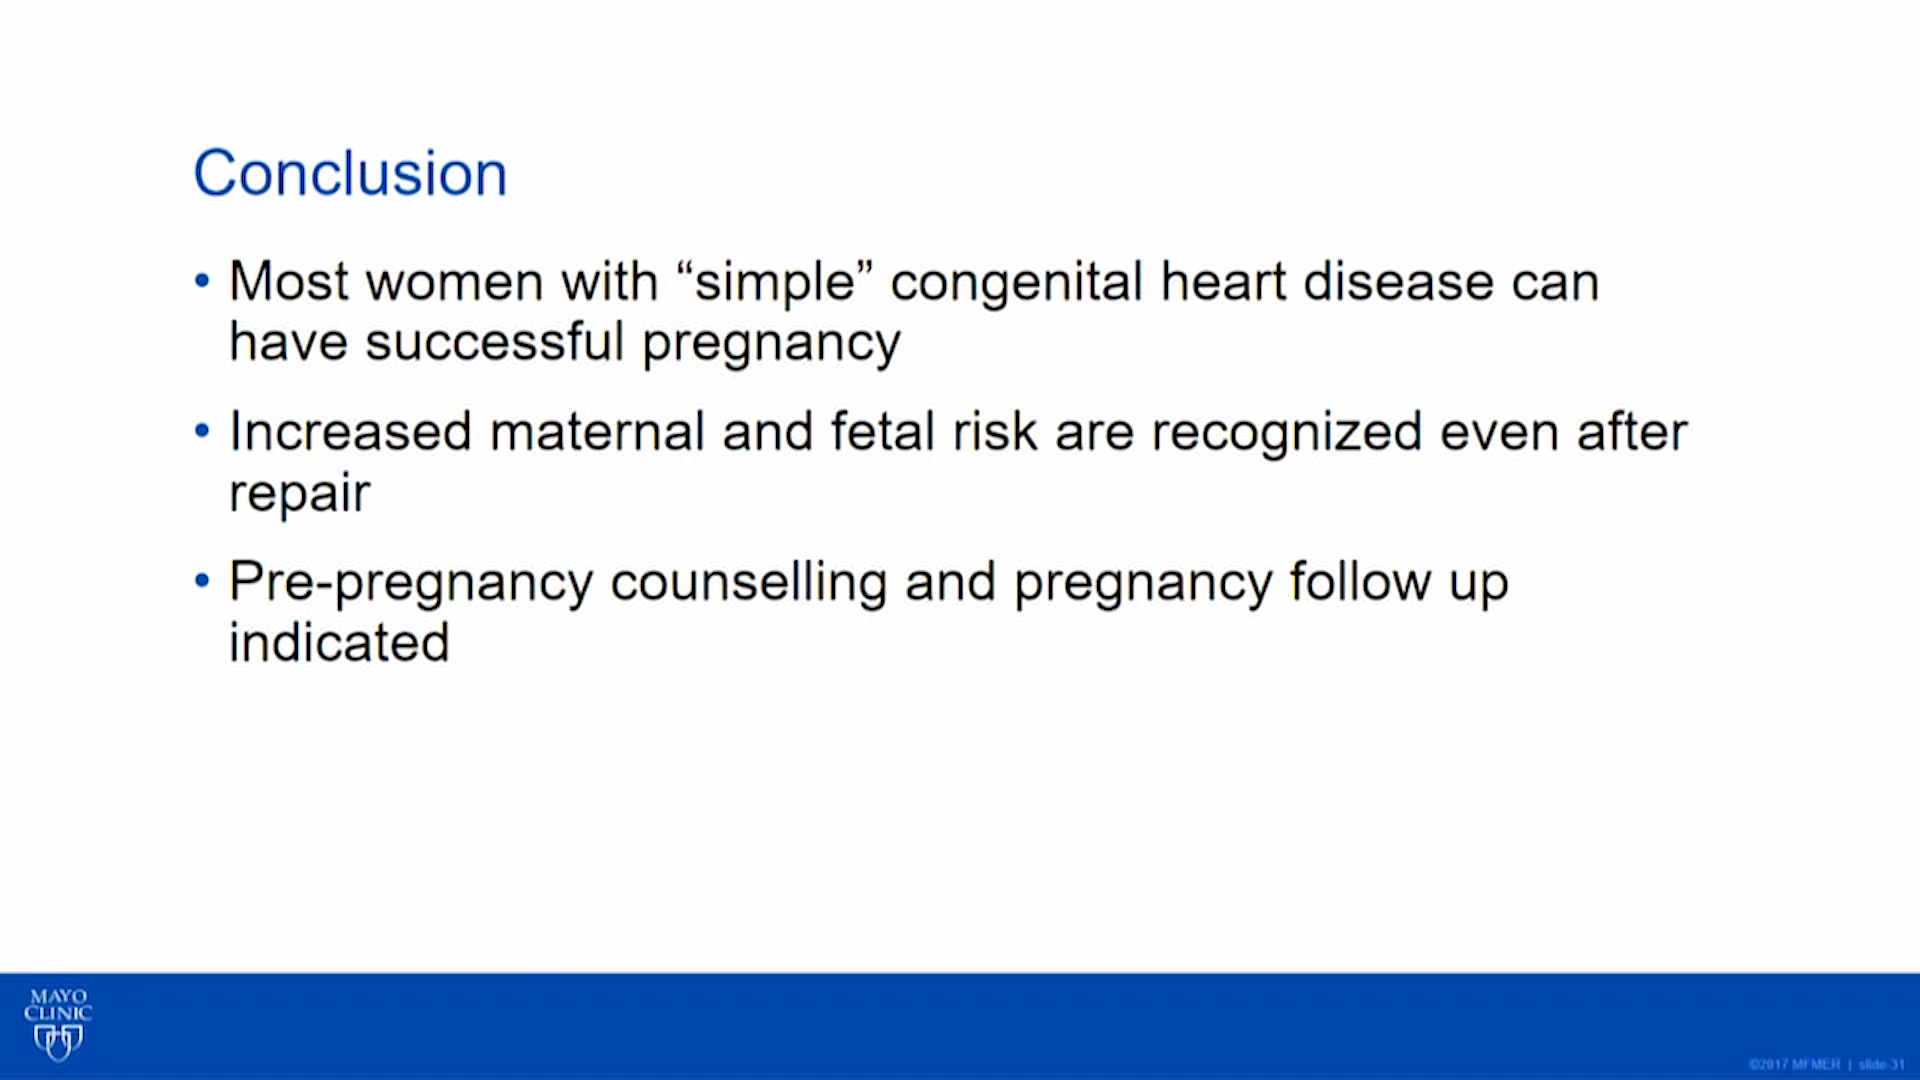 Conclusion
• Most women with “simple” congenital heart disease can
have successful pregnancy
• Increased maternal and fetal risk are recognized even after
repair
• Pre-pregnancy counselling and pregnancy follow up
indicated
MAYO
CLINIC
©2017 MFMER | slide-31